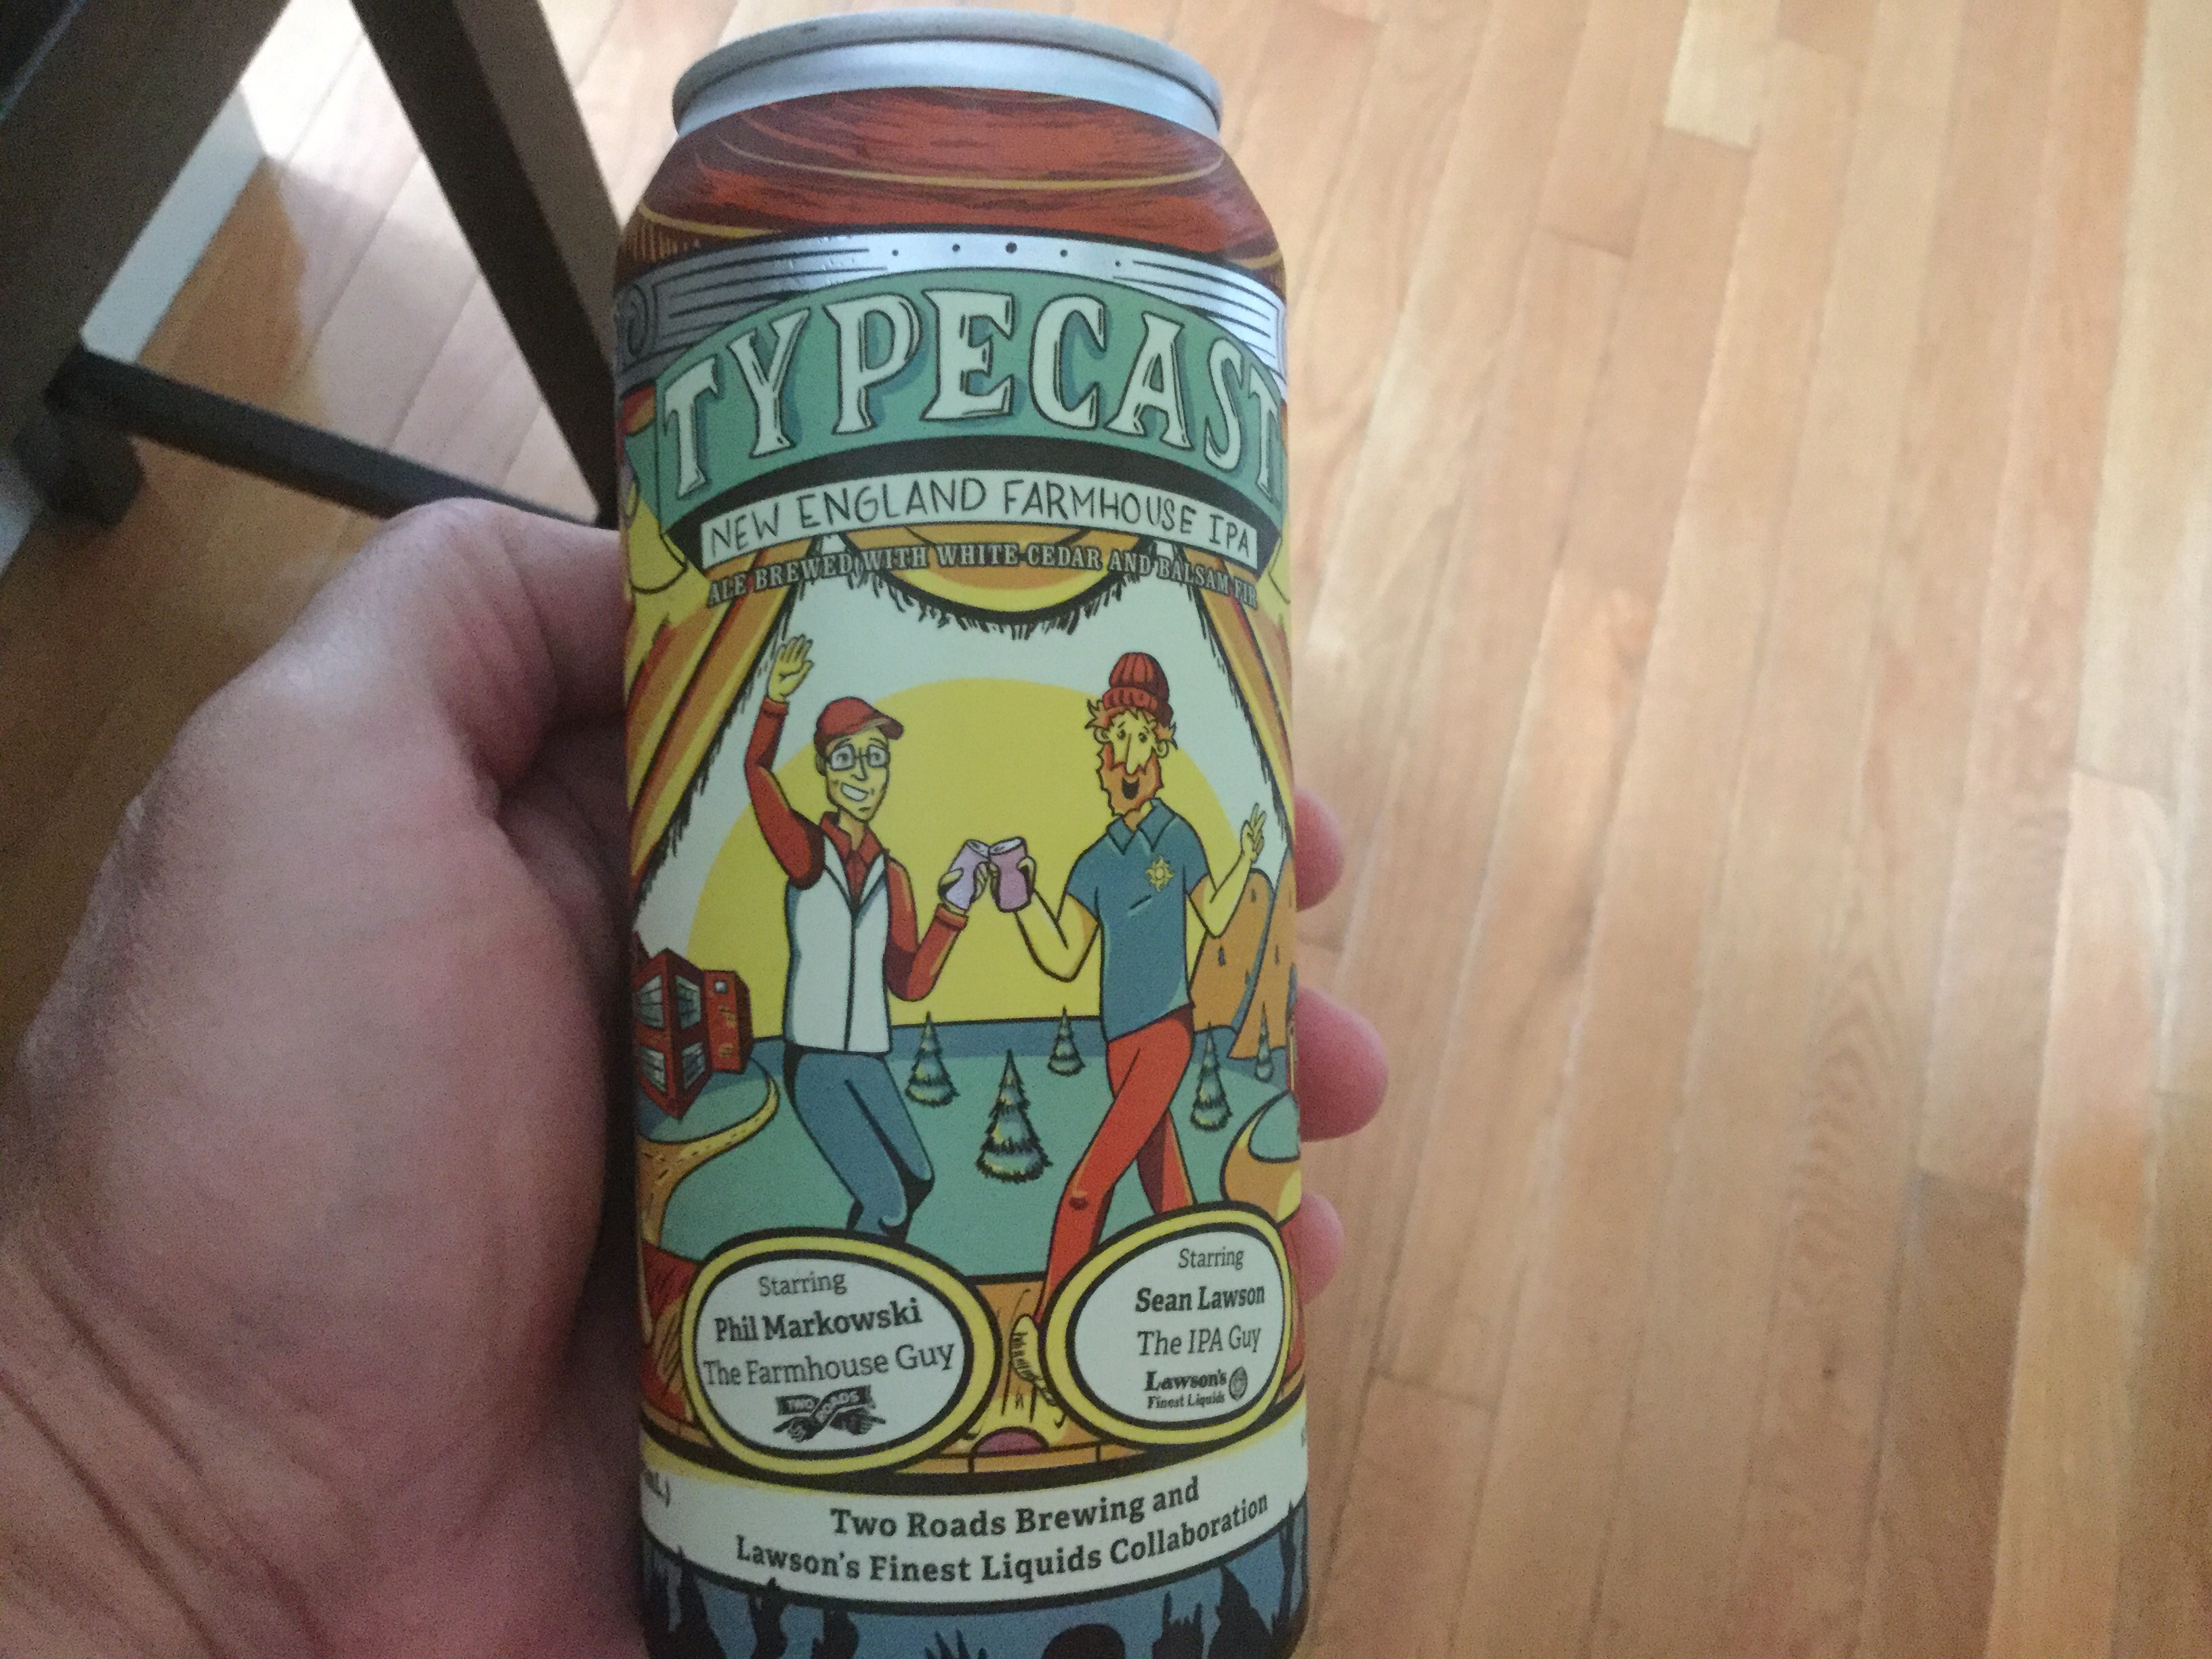 TYPECAST
NEW ENGLAND FARMHOUSE IPA
ALE BREWED WITH WHITE CEDAR AND BALSAM FIR
Starring
Phil Markowski
The Farmhouse Guy
TWO ROADS
Starring
Sean Lawson
The IPA Guy
Lawson's
Finest Liquids
Two Roads Brewing and
Lawson's Finest Liquids Collaboration